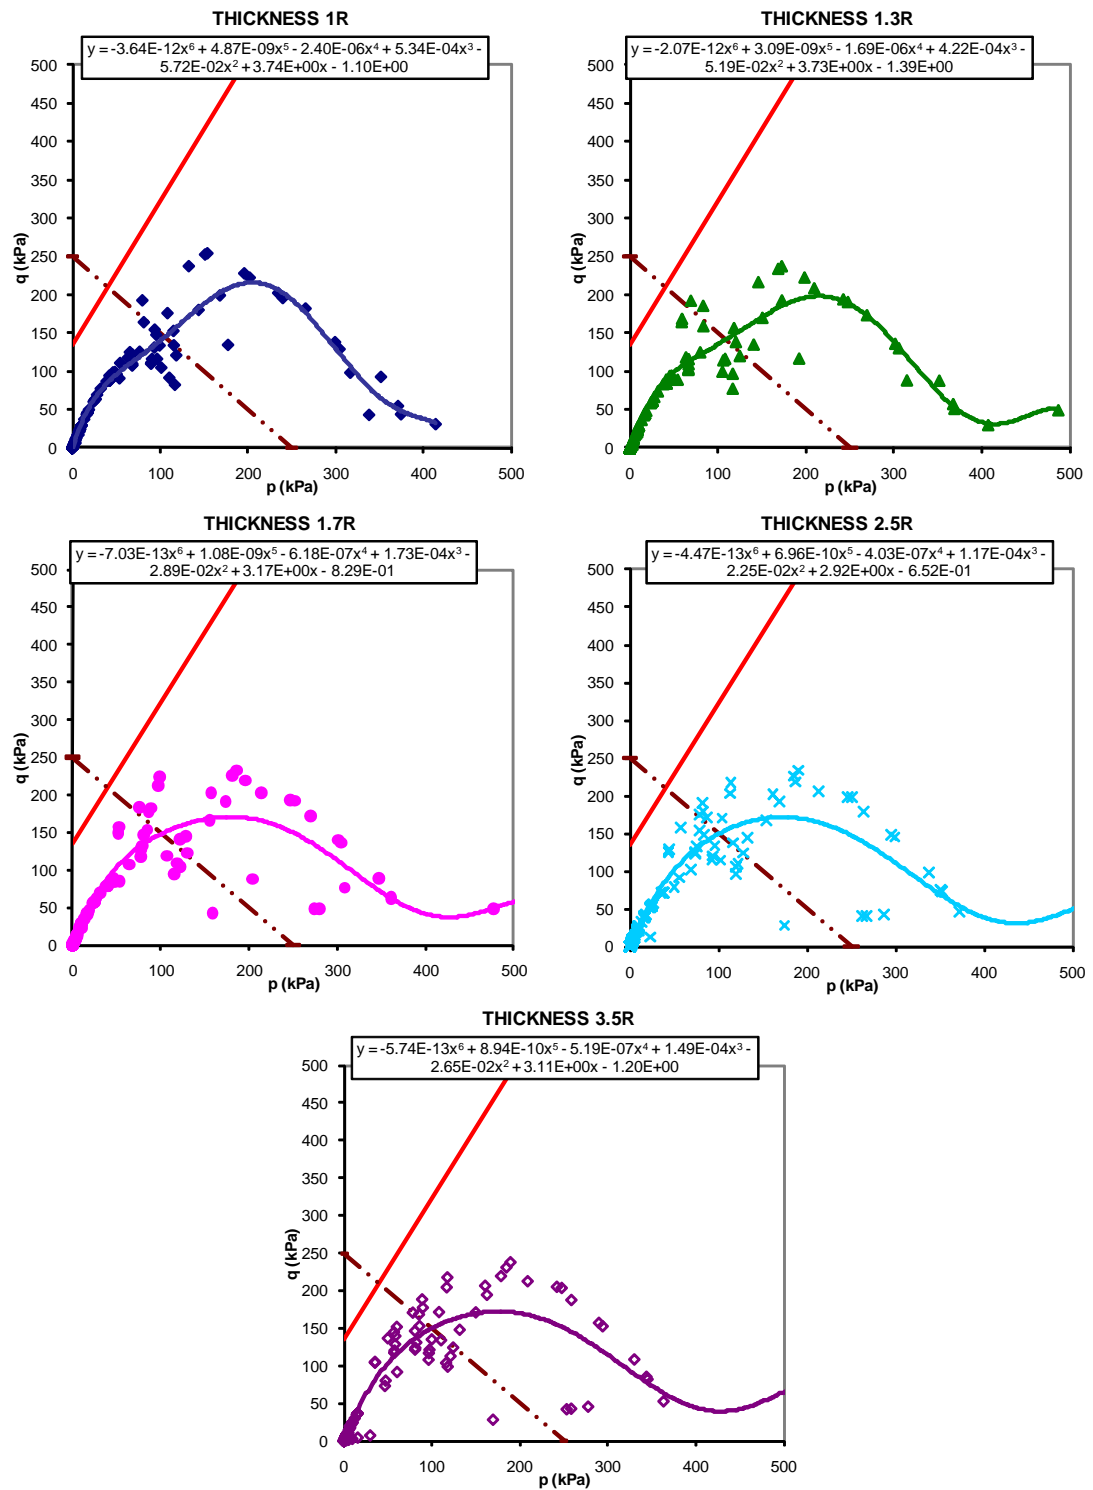 THICKNESS 1R
y = -3.64E-12x⁶ + 4.87E-09x⁵ - 2.40E-06x⁴ + 5.34E-04x³ -
5.72E-02x² + 3.74E+00x - 1.10E+00
500
450
400
350
300
250
200
150
100
50
0
q (kPa)
0 100 200 300 400 500
p (kPa)
THICKNESS 1.3R
y = -2.07E-12x⁶ + 3.09E-09x⁵ - 1.69E-06x⁴ + 4.22E-04x³ -
5.19E-02x² + 3.73E+00x - 1.39E+00
500
450
400
350
300
250
200
150
100
50
0
q (kPa)
0 100 200 300 400 500
p (kPa)
THICKNESS 1.7R
y = -7.03E-13x⁶ + 1.08E-09x⁵ - 6.18E-07x⁴ + 1.73E-04x³ -
2.89E-02x² + 3.17E+00x - 8.29E-01
500
450
400
350
300
250
200
150
100
50
0
q (kPa)
0 100 200 300 400 500
p (kPa)
THICKNESS 2.5R
y = -4.47E-13x⁶ + 6.96E-10x⁵ - 4.03E-07x⁴ + 1.17E-04x³ -
2.25E-02x² + 2.92E+00x - 6.52E-01
500
450
400
350
300
250
200
150
100
50
0
q (kPa)
0 100 200 300 400 500
p (kPa)
THICKNESS 3.5R
y = -5.74E-13x⁶ + 8.94E-10x⁵ - 5.19E-07x⁴ + 1.49E-04x³ -
2.65E-02x² + 3.11E+00x - 1.20E+00
500
450
400
350
300
250
200
150
100
50
0
q (kPa)
0 100 200 300 400 500
p (kPa)